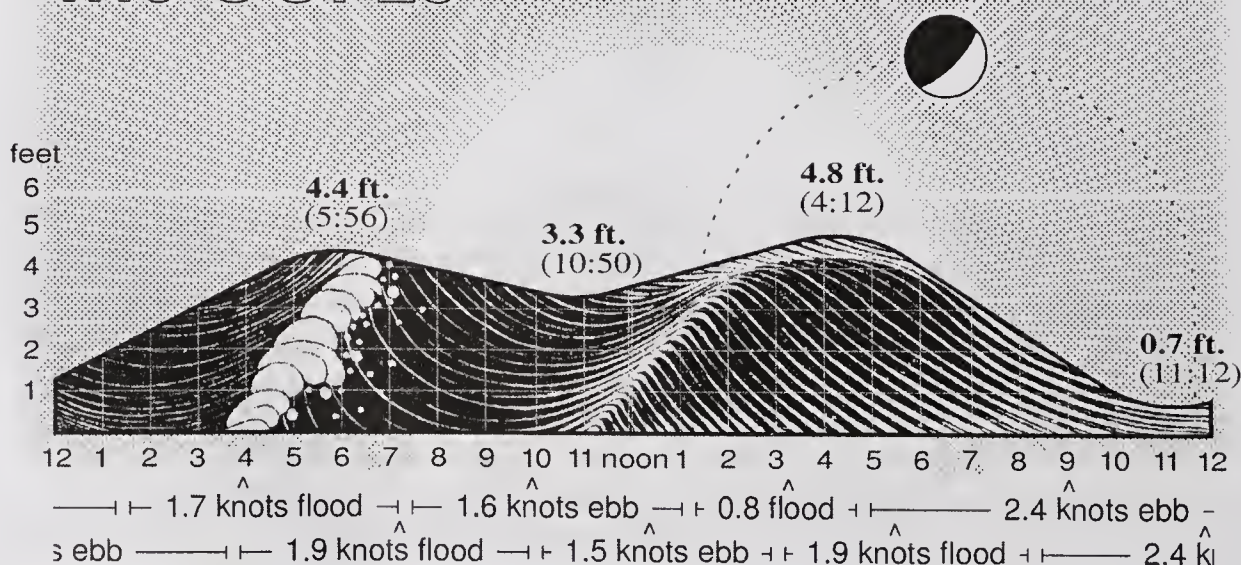 feet
6
5
4
3
2
1
4.4 ft.
(5:56)
3.3 ft.
(10:50)
4.8 ft.
(4:12)
0.7 ft.
(11:12)
12 1 2 3 4 5 6 7 8 9 10 11 noon 1 2 3 4 5 6 7 8 9 10 11 12
1.7 knots flood 1.6 knots ebb 0.8 flood 2.4 knots ebb
ebb 1.9 knots flood 1.5 knots ebb 1.9 knots flood 2.4